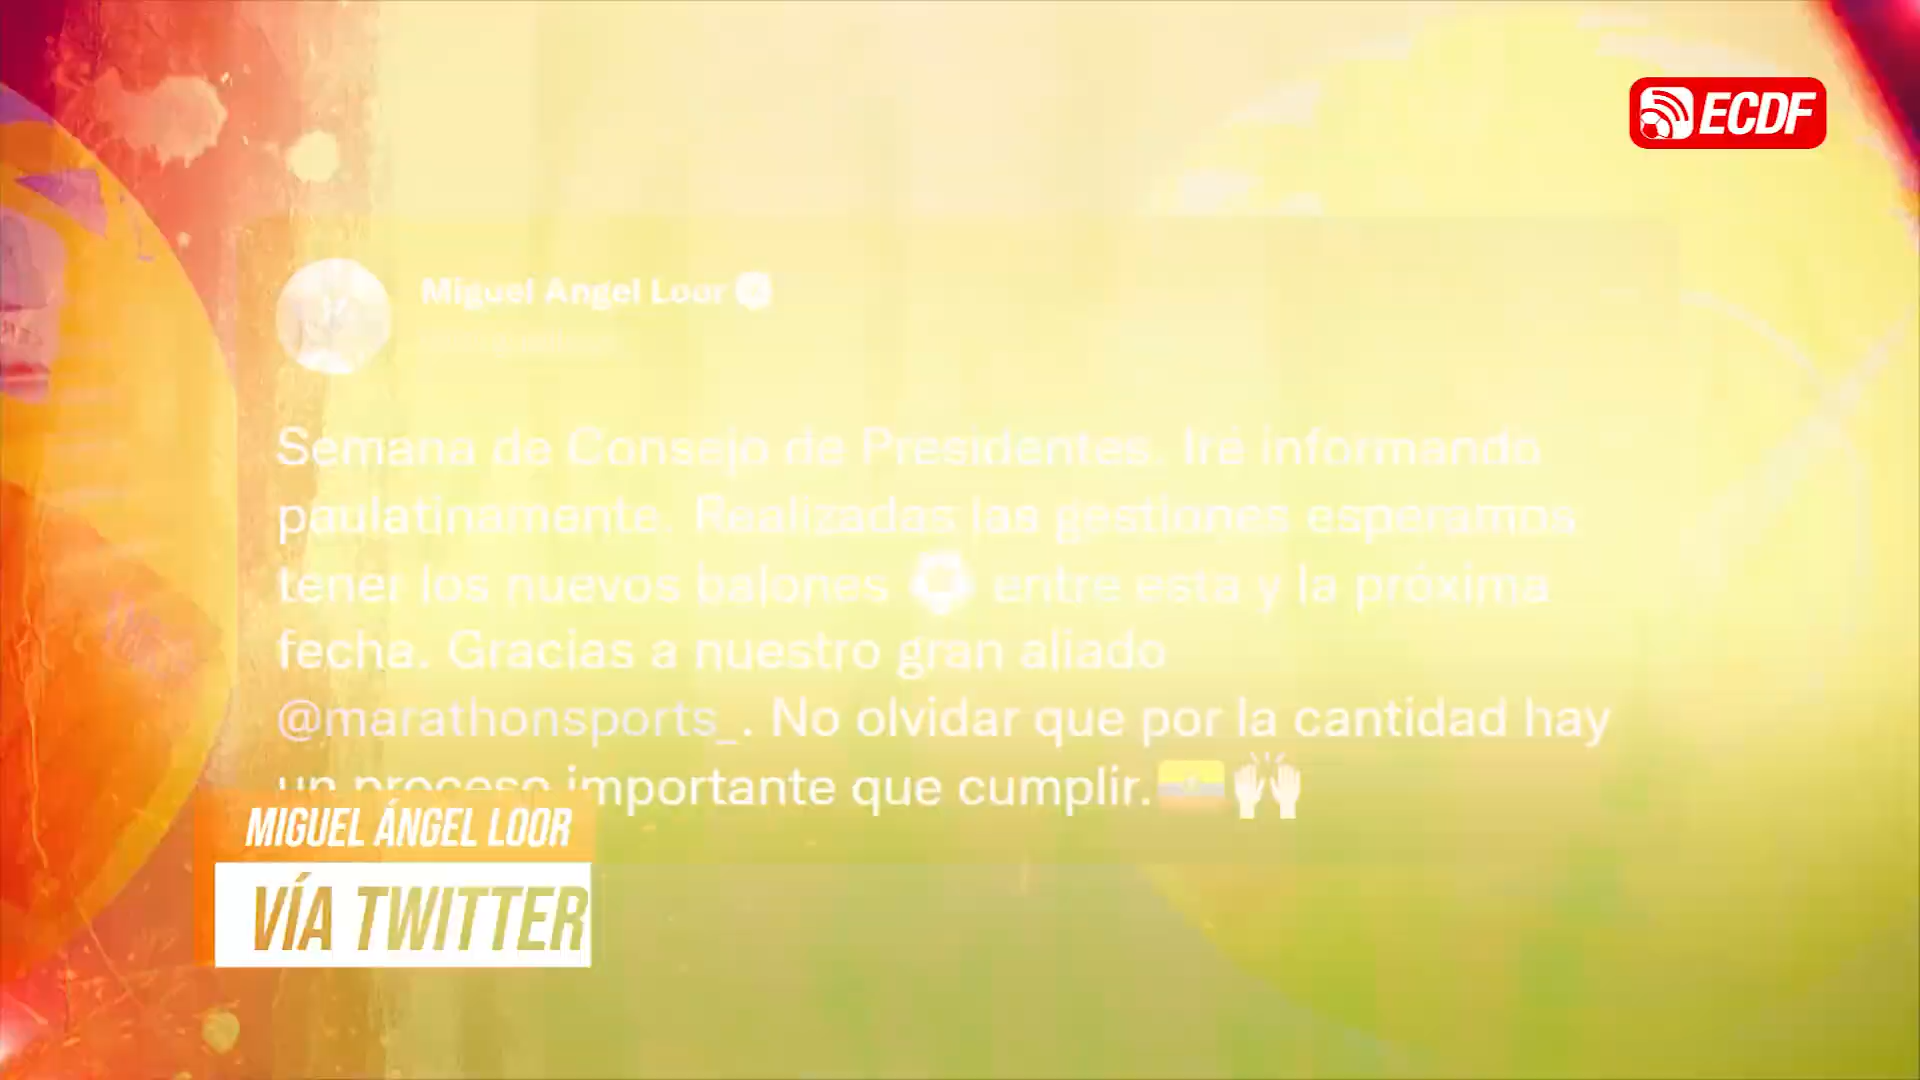 ECDF
Miguel Angel Loor
Semana de Consejo de Presidentes. Iré informando
paulatinamente. Realizadas las gestiones esperamos
tener los nuevos balones entre esta y la próxima
fecha. Gracias a nuestro gran aliado
@marathonsports_. No olvidar que por la cantidad hay
un proceso importante que cumplir.
MIGUEL ÁNGEL LOOR
VÍA TWITTER